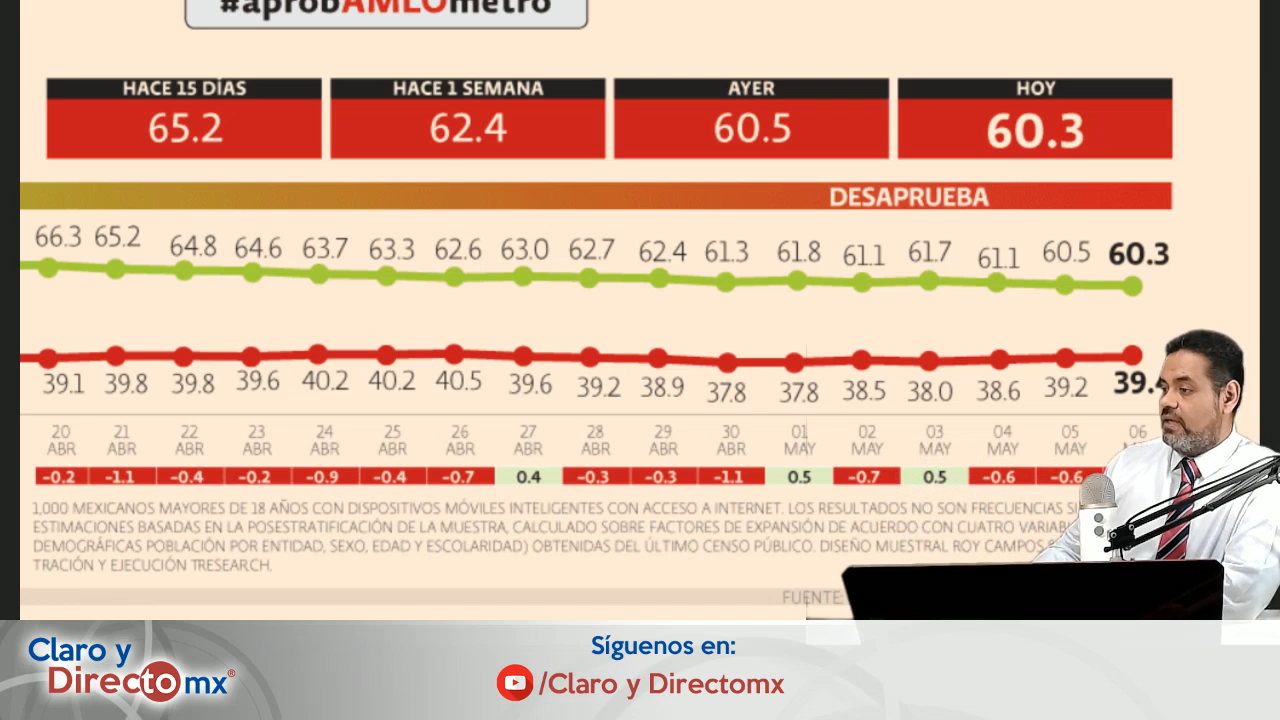 #aprobAMLOmetro
HACE 15 DÍAS HACE 1 SEMANA AYER HOY
65.2 62.4 60.5 60.3
DESAPRUEBA
66.3 65.2 64.8 64.6 63.7 63.3 62.6 63.0 62.7 62.4 61.3 61.8 61.1 61.7 61.1 60.5 60.3
39.1 39.8 39.8 39.6 40.2 40.2 40.5 39.6 39.2 38.9 37.8 37.8 38.5 38.0 38.6 39.2 39.4
20 21 22 23 24 25 26 27 28 29 30 01 02 03 04 05 06
ABR ABR ABR ABR ABR ABR ABR ABR ABR ABR ABR MAY MAY MAY MAY MAY
-0.2 -1.1 -0.4 -0.2 -0.9 -0.4 -0.7 0.4 -0.3 -0.3 -1.1 0.5 -0.7 0.5 -0.6 -0.6
1,000 MEXICANOS MAYORES DE 18 AÑOS CON DISPOSITIVOS MÓVILES INTELIGENTES CON ACCESO A INTERNET. LOS RESULTADOS NO SON FRECUENCIAS
ESTIMACIONES BASADAS EN LA POSESTRATIFICACIÓN DE LA MUESTRA, CALCULADO SOBRE FACTORES DE EXPANSIÓN DE ACUERDO CON CUATRO
DEMOGRÁFICAS POBLACIÓN POR ENTIDAD, SEXO, EDAD Y ESCOLARIDAD) OBTENIDAS DEL ÚLTIMO CENSO PÚBLICO. DISEÑO MUESTRAL ROY CAMPOS
TRACIÓN Y EJECUCIÓN TRESEARCH.
FUENTE:
Claro y
Directo mx®
Síguenos en:
/Claro y Directomx